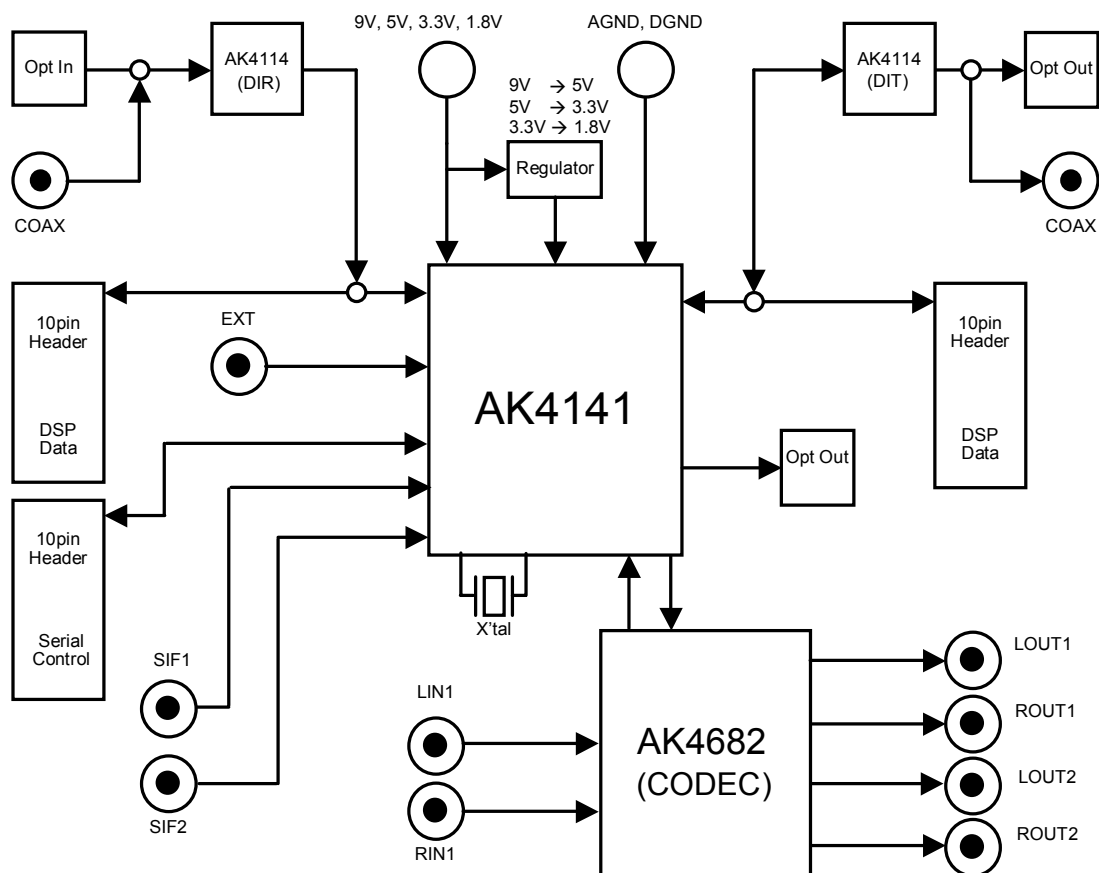 9V, 5V, 3.3V, 1.8V
AGND, DGND
Opt In
AK4114
(DIR)
AK4114
(DIT)
Opt Out
9V → 5V
5V → 3.3V
3.3V → 1.8V
Regulator
COAX
COAX
10pin
Header
DSP
Data
EXT
AK4141
10pin
Header
DSP
Data
Opt Out
10pin
Header
Serial
Control
X'tal
SIF1
SIF2
LIN1
RIN1
AK4682
(CODEC)
LOUT1
ROUT1
LOUT2
ROUT2